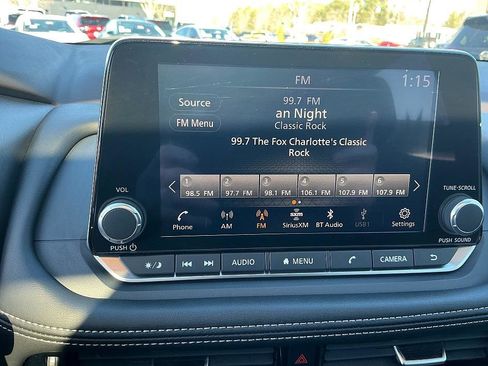 FM
1:15
Source
99.7 FM
an Night
FM Menu
Classic Rock
99.7 The Fox Charlotte's Classic
Rock
1 2 3 4 5 6
98.5 FM 97.7 FM 98.1 FM 106.1 FM 107.9 FM 107.9 FM
VOL
TUNE·SCROLL
Phone AM FM SiriusXM BT Audio USB1 Settings
PUSH
PUSH SOUND
AUDIO MENU CAMERA